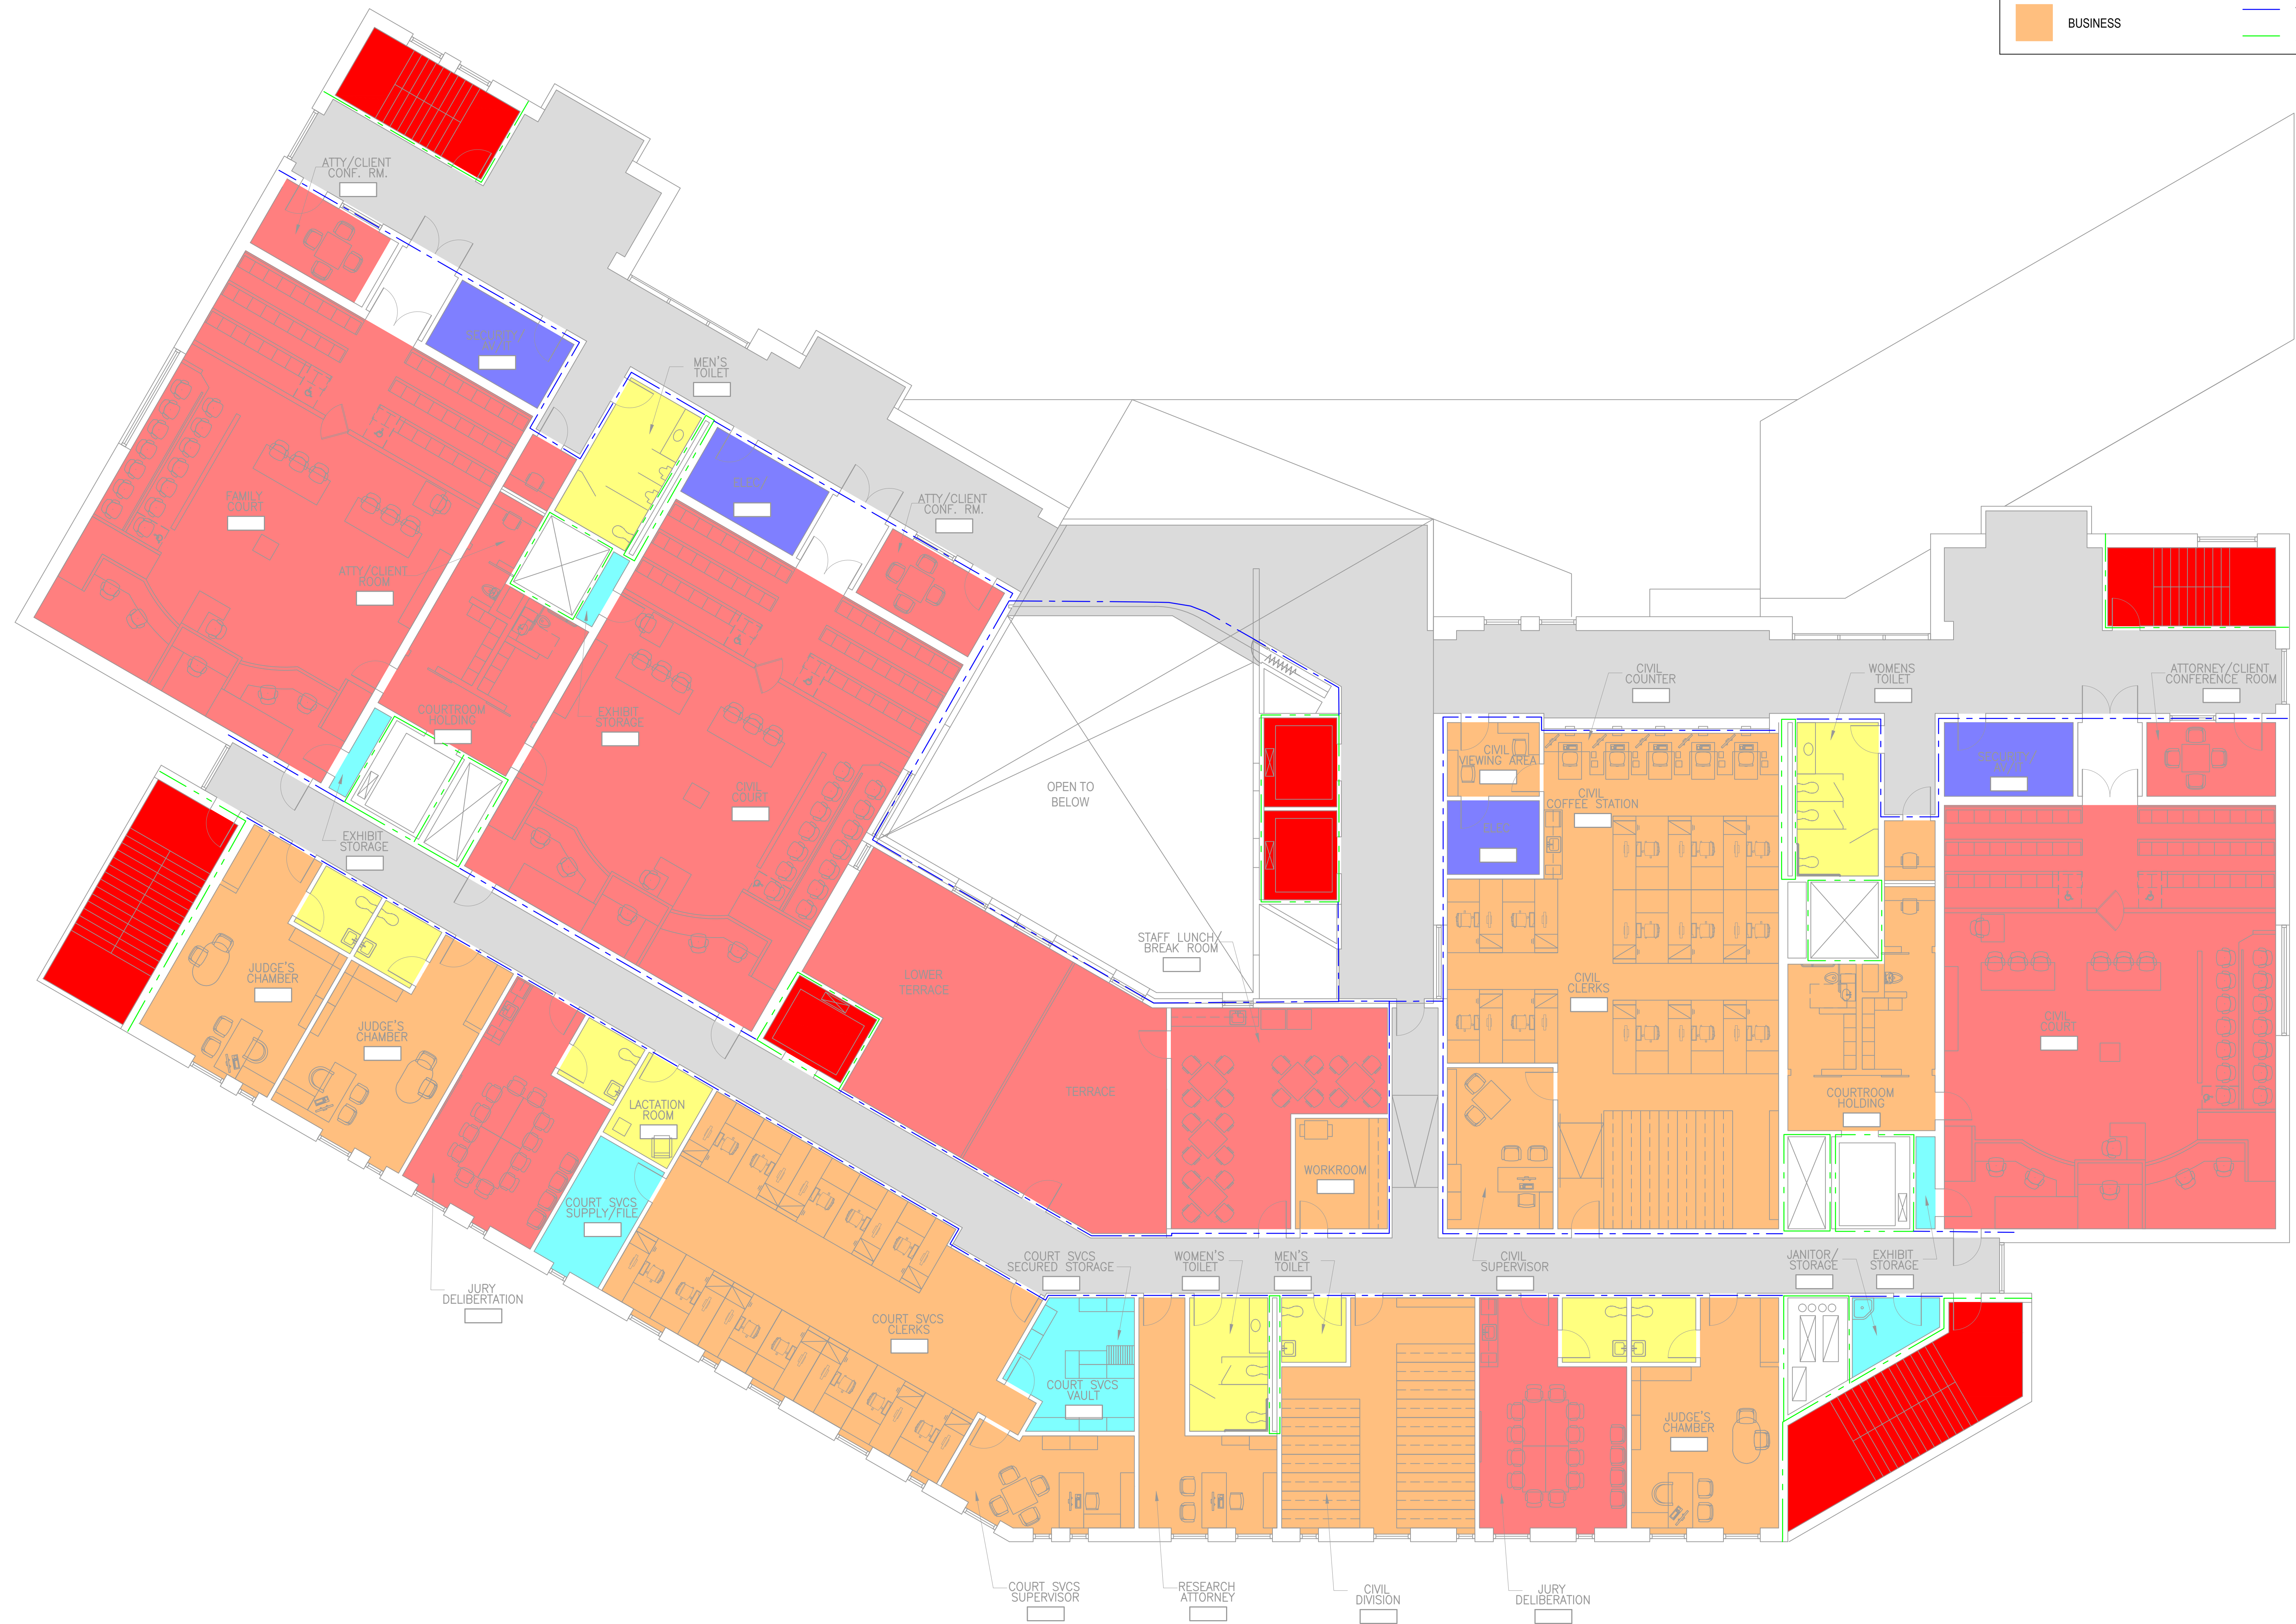 BUSINESS
ATTY/CLIENT
CONF. RM.
SECURITY/
AV/IT
MEN'S
TOILET
ELEC/
ATTY/CLIENT
CONF. RM.
FAMILY
COURT
ATTY/CLIENT
ROOM
COURTROOM
HOLDING
EXHIBIT
STORAGE
CIVIL
COURT
EXHIBIT
STORAGE
OPEN TO
BELOW
CIVIL
COUNTER
WOMENS
TOILET
ATTORNEY/CLIENT
CONFERENCE ROOM
CIVIL
VIEWING AREA
CIVIL
COFFEE STATION
SECURITY/
AV/IT
ELEC
STAFF LUNCH/
BREAK ROOM
LOWER
TERRACE
TERRACE
JUDGE'S
CHAMBER
JUDGE'S
CHAMBER
CIVIL
CLERKS
CIVIL
COURT
LACTATION
ROOM
COURTROOM
HOLDING
WORKROOM
COURT SVCS
SUPPLY/FILE
COURT SVCS
SECURED STORAGE
WOMEN'S
TOILET
MEN'S
TOILET
CIVIL
SUPERVISOR
JANITOR/
STORAGE
EXHIBIT
STORAGE
JURY
DELIBERTATION
COURT SVCS
CLERKS
COURT SVCS
VAULT
JUDGE'S
CHAMBER
COURT SVCS
SUPERVISOR
RESEARCH
ATTORNEY
CIVIL
DIVISION
JURY
DELIBERATION